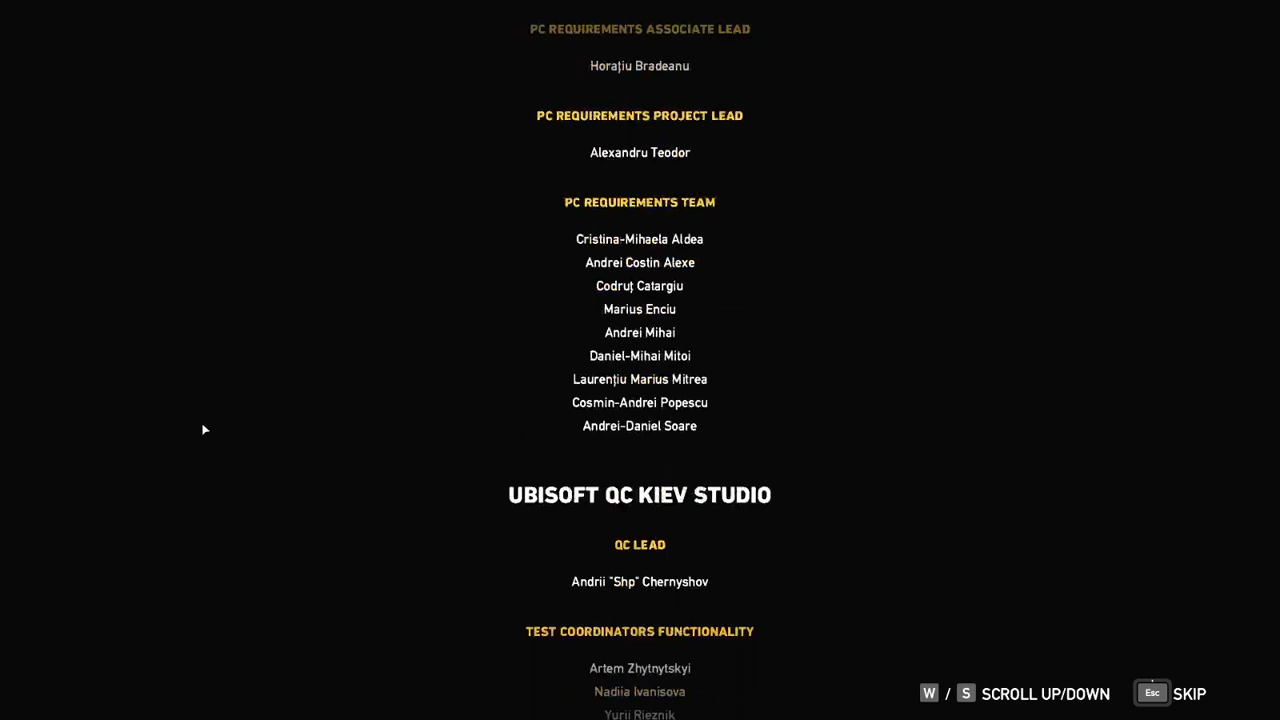 PC REQUIREMENTS ASSOCIATE LEAD
Horațiu Bradeanu
PC REQUIREMENTS PROJECT LEAD
Alexandru Teodor
PC REQUIREMENTS TEAM
Cristina-Mihaela Aldea
Andrei Costin Alexe
Codruț Catargiu
Marius Enciu
Andrei Mihai
Daniel-Mihai Mitoi
Laurențiu Marius Mitrea
Cosmin-Andrei Popescu
Andrei-Daniel Soare
UBISOFT QC KIEV STUDIO
QC LEAD
Andrii "Shp" Chernyshov
TEST COORDINATORS FUNCTIONALITY
Artem Zhytnytskyi
Nadiia Ivanisova
Yurii Rieznik
W / S SCROLL UP/DOWN Esc SKIP